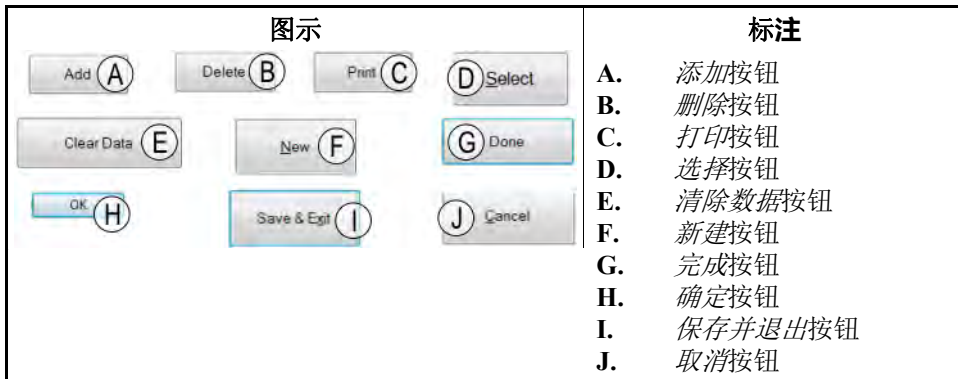 图示
标注
Add A
Delete B
Print C
D Select
Clear Data E
New F
G Done
OK H
Save & Exit I
J Cancel
A. 添加按钮
B. 删除按钮
C. 打印按钮
D. 选择按钮
E. 清除数据按钮
F. 新建按钮
G. 完成按钮
H. 确定按钮
I. 保存并退出按钮
J. 取消按钮